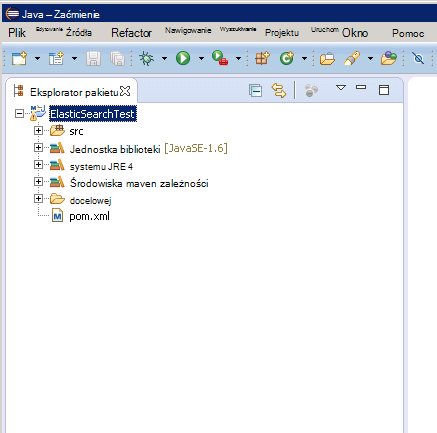 Java – Zaćmienie
Plik Edytowanie Źródła Refactor Nawigowanie Wyszukiwanie Projektu Uruchom Okno Pomoc
Eksplorator pakietu
ElasticSearchTest
src
Jednostka biblioteki [JavaSE-1.6]
systemu JRE 4
Środowiska maven zależności
docelowej
pom.xml